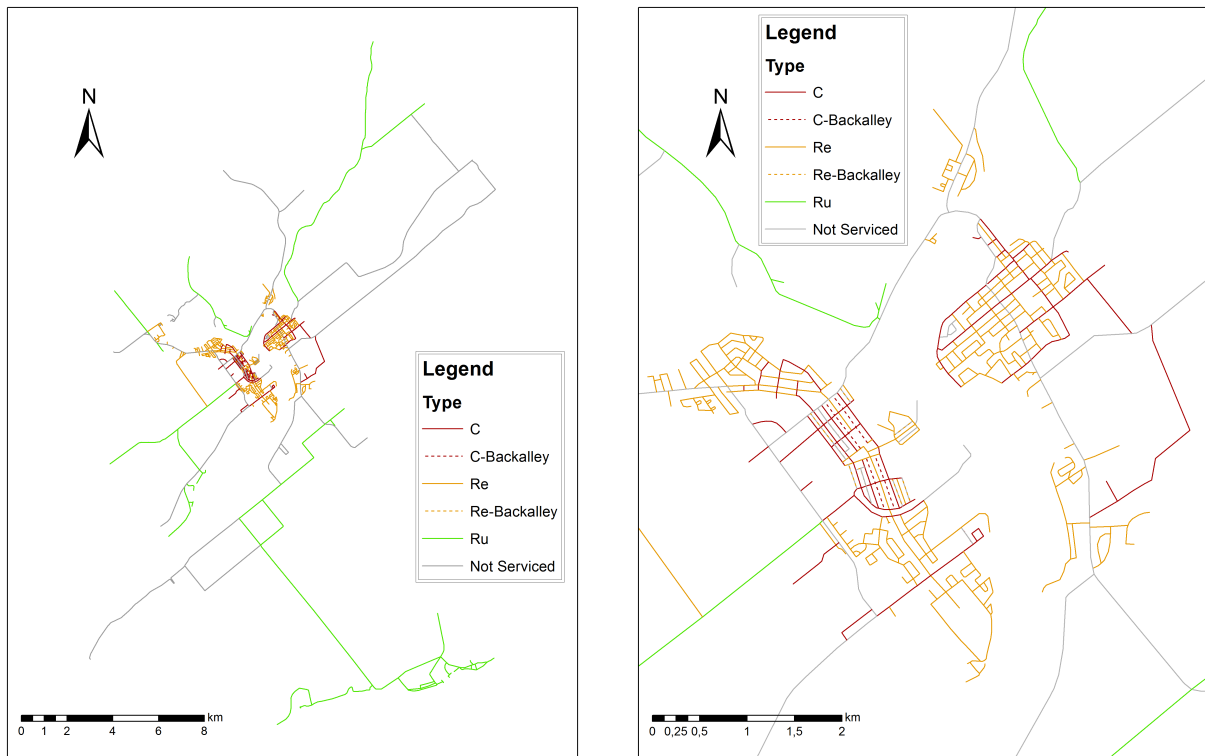 N
Legend
Type
C
C-Backalley
Re
Re-Backalley
Ru
Not Serviced
km
0 1 2 4 6 8
N
Legend
Type
C
C-Backalley
Re
Re-Backalley
Ru
Not Serviced
km
0 0,25 0,5 1 1,5 2